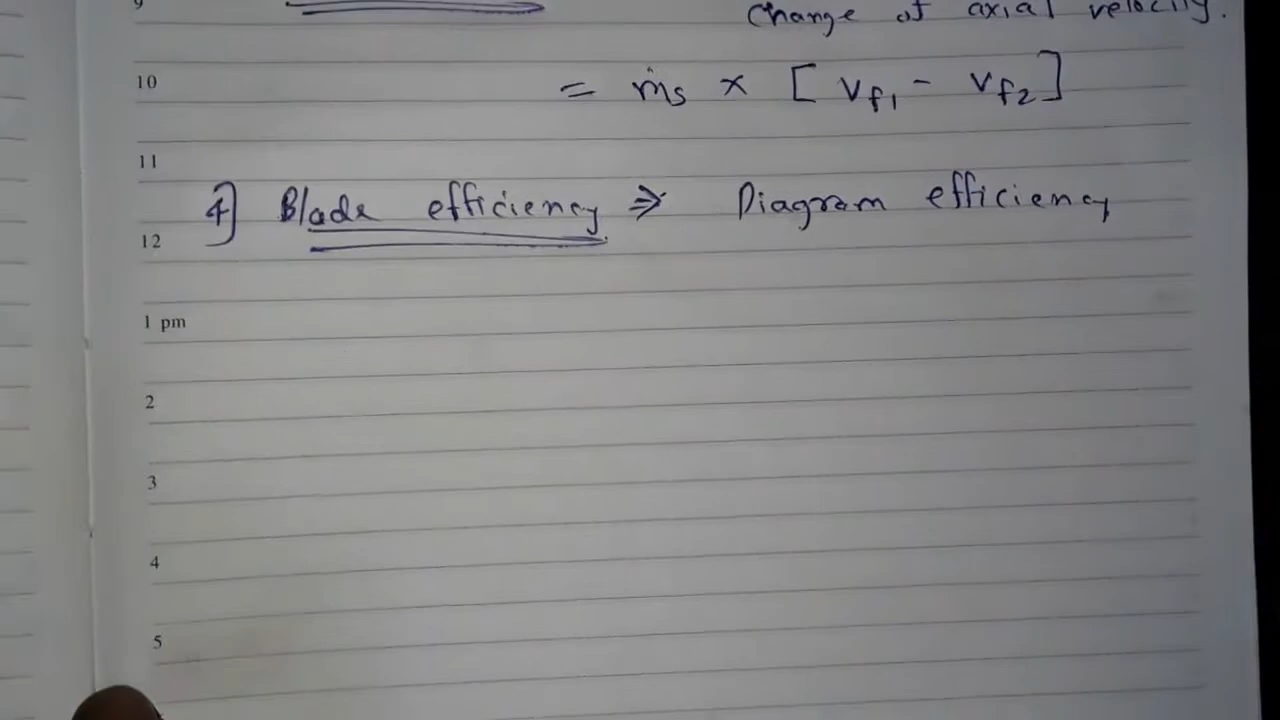 9
Change of axial velocity.
10
= ṁs × [ Vf1 - Vf2 ]
11
4] Blade efficiency ⇒ Diagram efficiency
12
1 pm
2
3
4
5